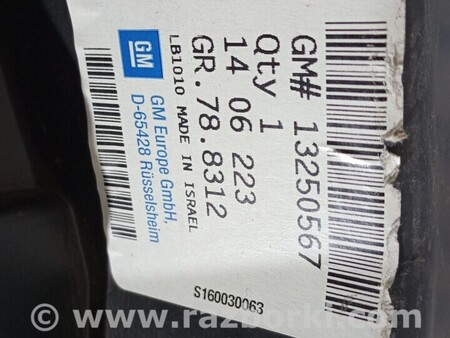 GM# 13250567
Qty 1
14 06 223
GR.78.8312
LB1010 MADE IN ISRAEL
GM
GM Europe GmbH,
D-65428 Rüsselsheim
S160030063
© www.razborki.com